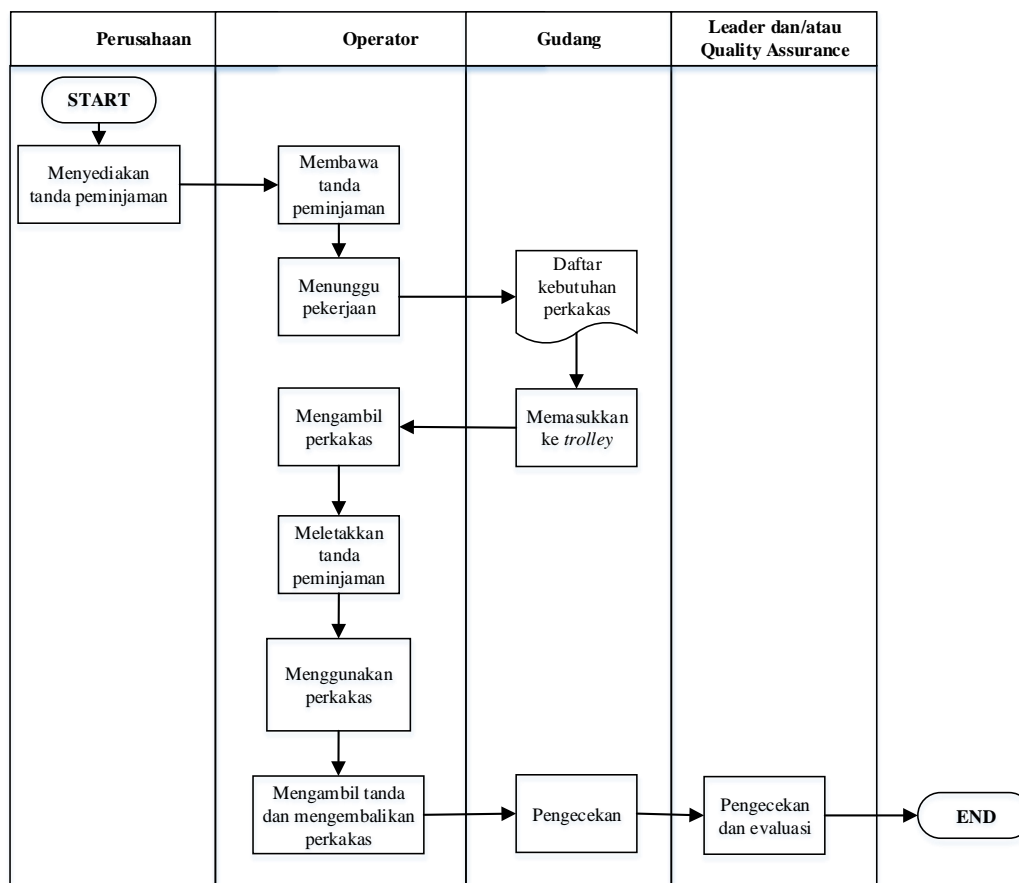 Perusahaan
Operator
Gudang
Leader dan/atau
Quality Assurance
START
Menyediakan
tanda peminjaman
Membawa
tanda
peminjaman
Menunggu
pekerjaan
Daftar
kebutuhan
perkakas
Memasukkan
ke trolley
Mengambil
perkakas
Meletakkan
tanda
peminjaman
Menggunakan
perkakas
Mengambil tanda
dan mengembalikan
perkakas
Pengecekan
Pengecekan
dan evaluasi
END